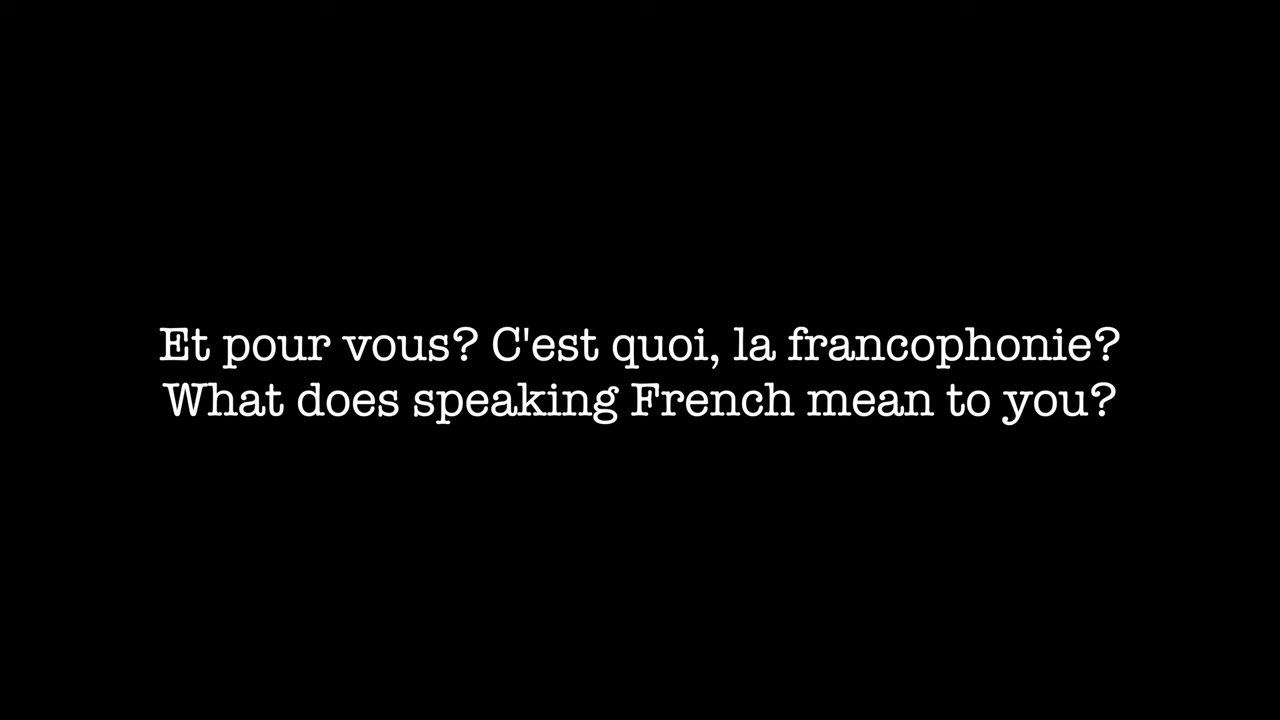 Et pour vous? C'est quoi, la francophonie?
What does speaking French mean to you?